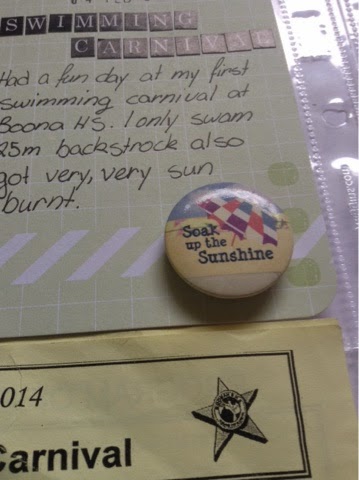 SWIMMING
CARNIVAL
Had a fun day at my first
swimming carnival at
Boona HS. I only swam
25m backstrock also
got very, very sun
burnt.
Soak
up the
Sunshine
014
Carnival